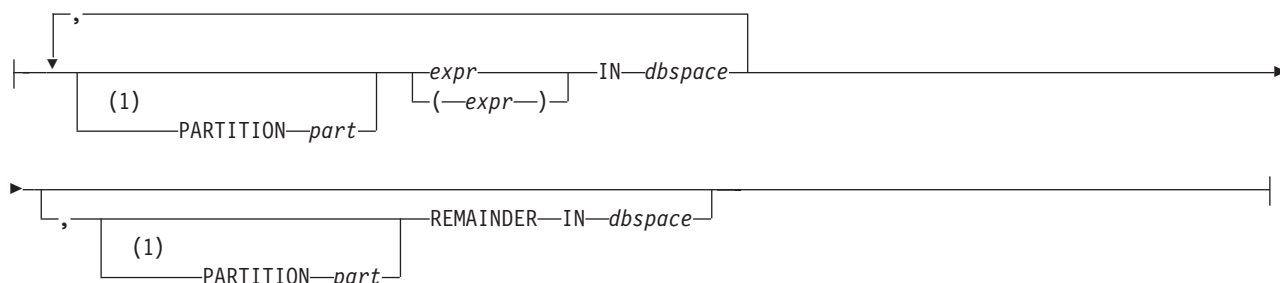 ,
expr IN dbspace
(1) ( expr )
PARTITION part
, REMAINDER IN dbspace
(1)
PARTITION part